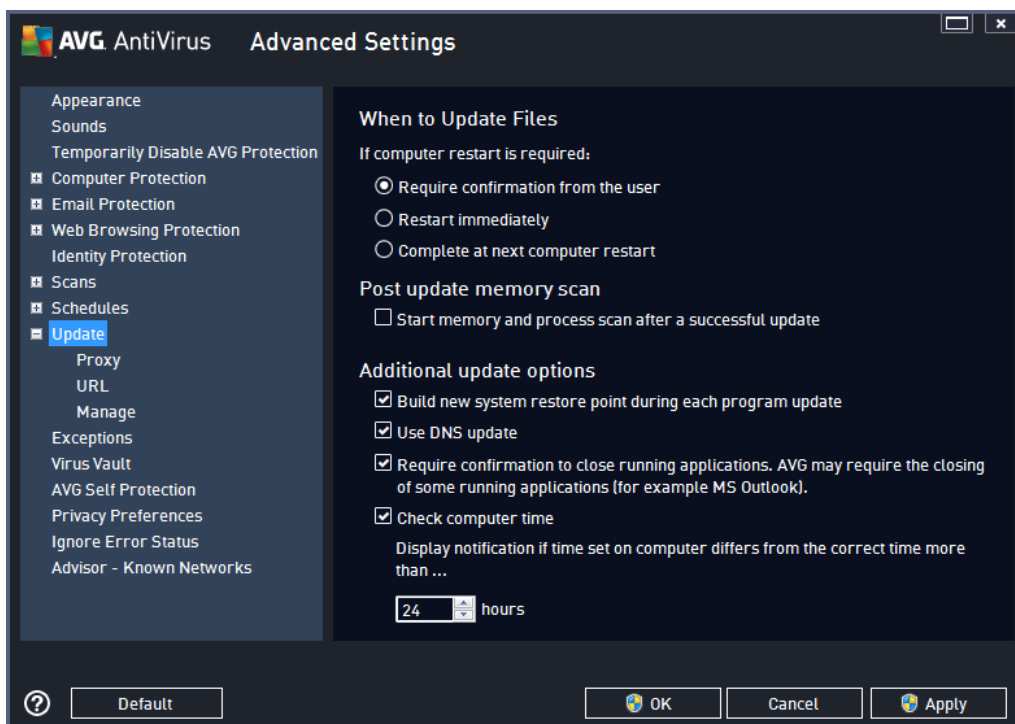 AVG. AntiVirus Advanced Settings
Appearance
Sounds
Temporarily Disable AVG Protection
Computer Protection
Email Protection
Web Browsing Protection
Identity Protection
Scans
Schedules
Update
Proxy
URL
Manage
Exceptions
Virus Vault
AVG Self Protection
Privacy Preferences
Ignore Error Status
Advisor - Known Networks
When to Update Files
If computer restart is required:
Require confirmation from the user
Restart immediately
Complete at next computer restart
Post update memory scan
Start memory and process scan after a successful update
Additional update options
Build new system restore point during each program update
Use DNS update
Require confirmation to close running applications. AVG may require the closing
of some running applications (for example MS Outlook).
Check computer time
Display notification if time set on computer differs from the correct time more
than ...
24 hours
? Default OK Cancel Apply